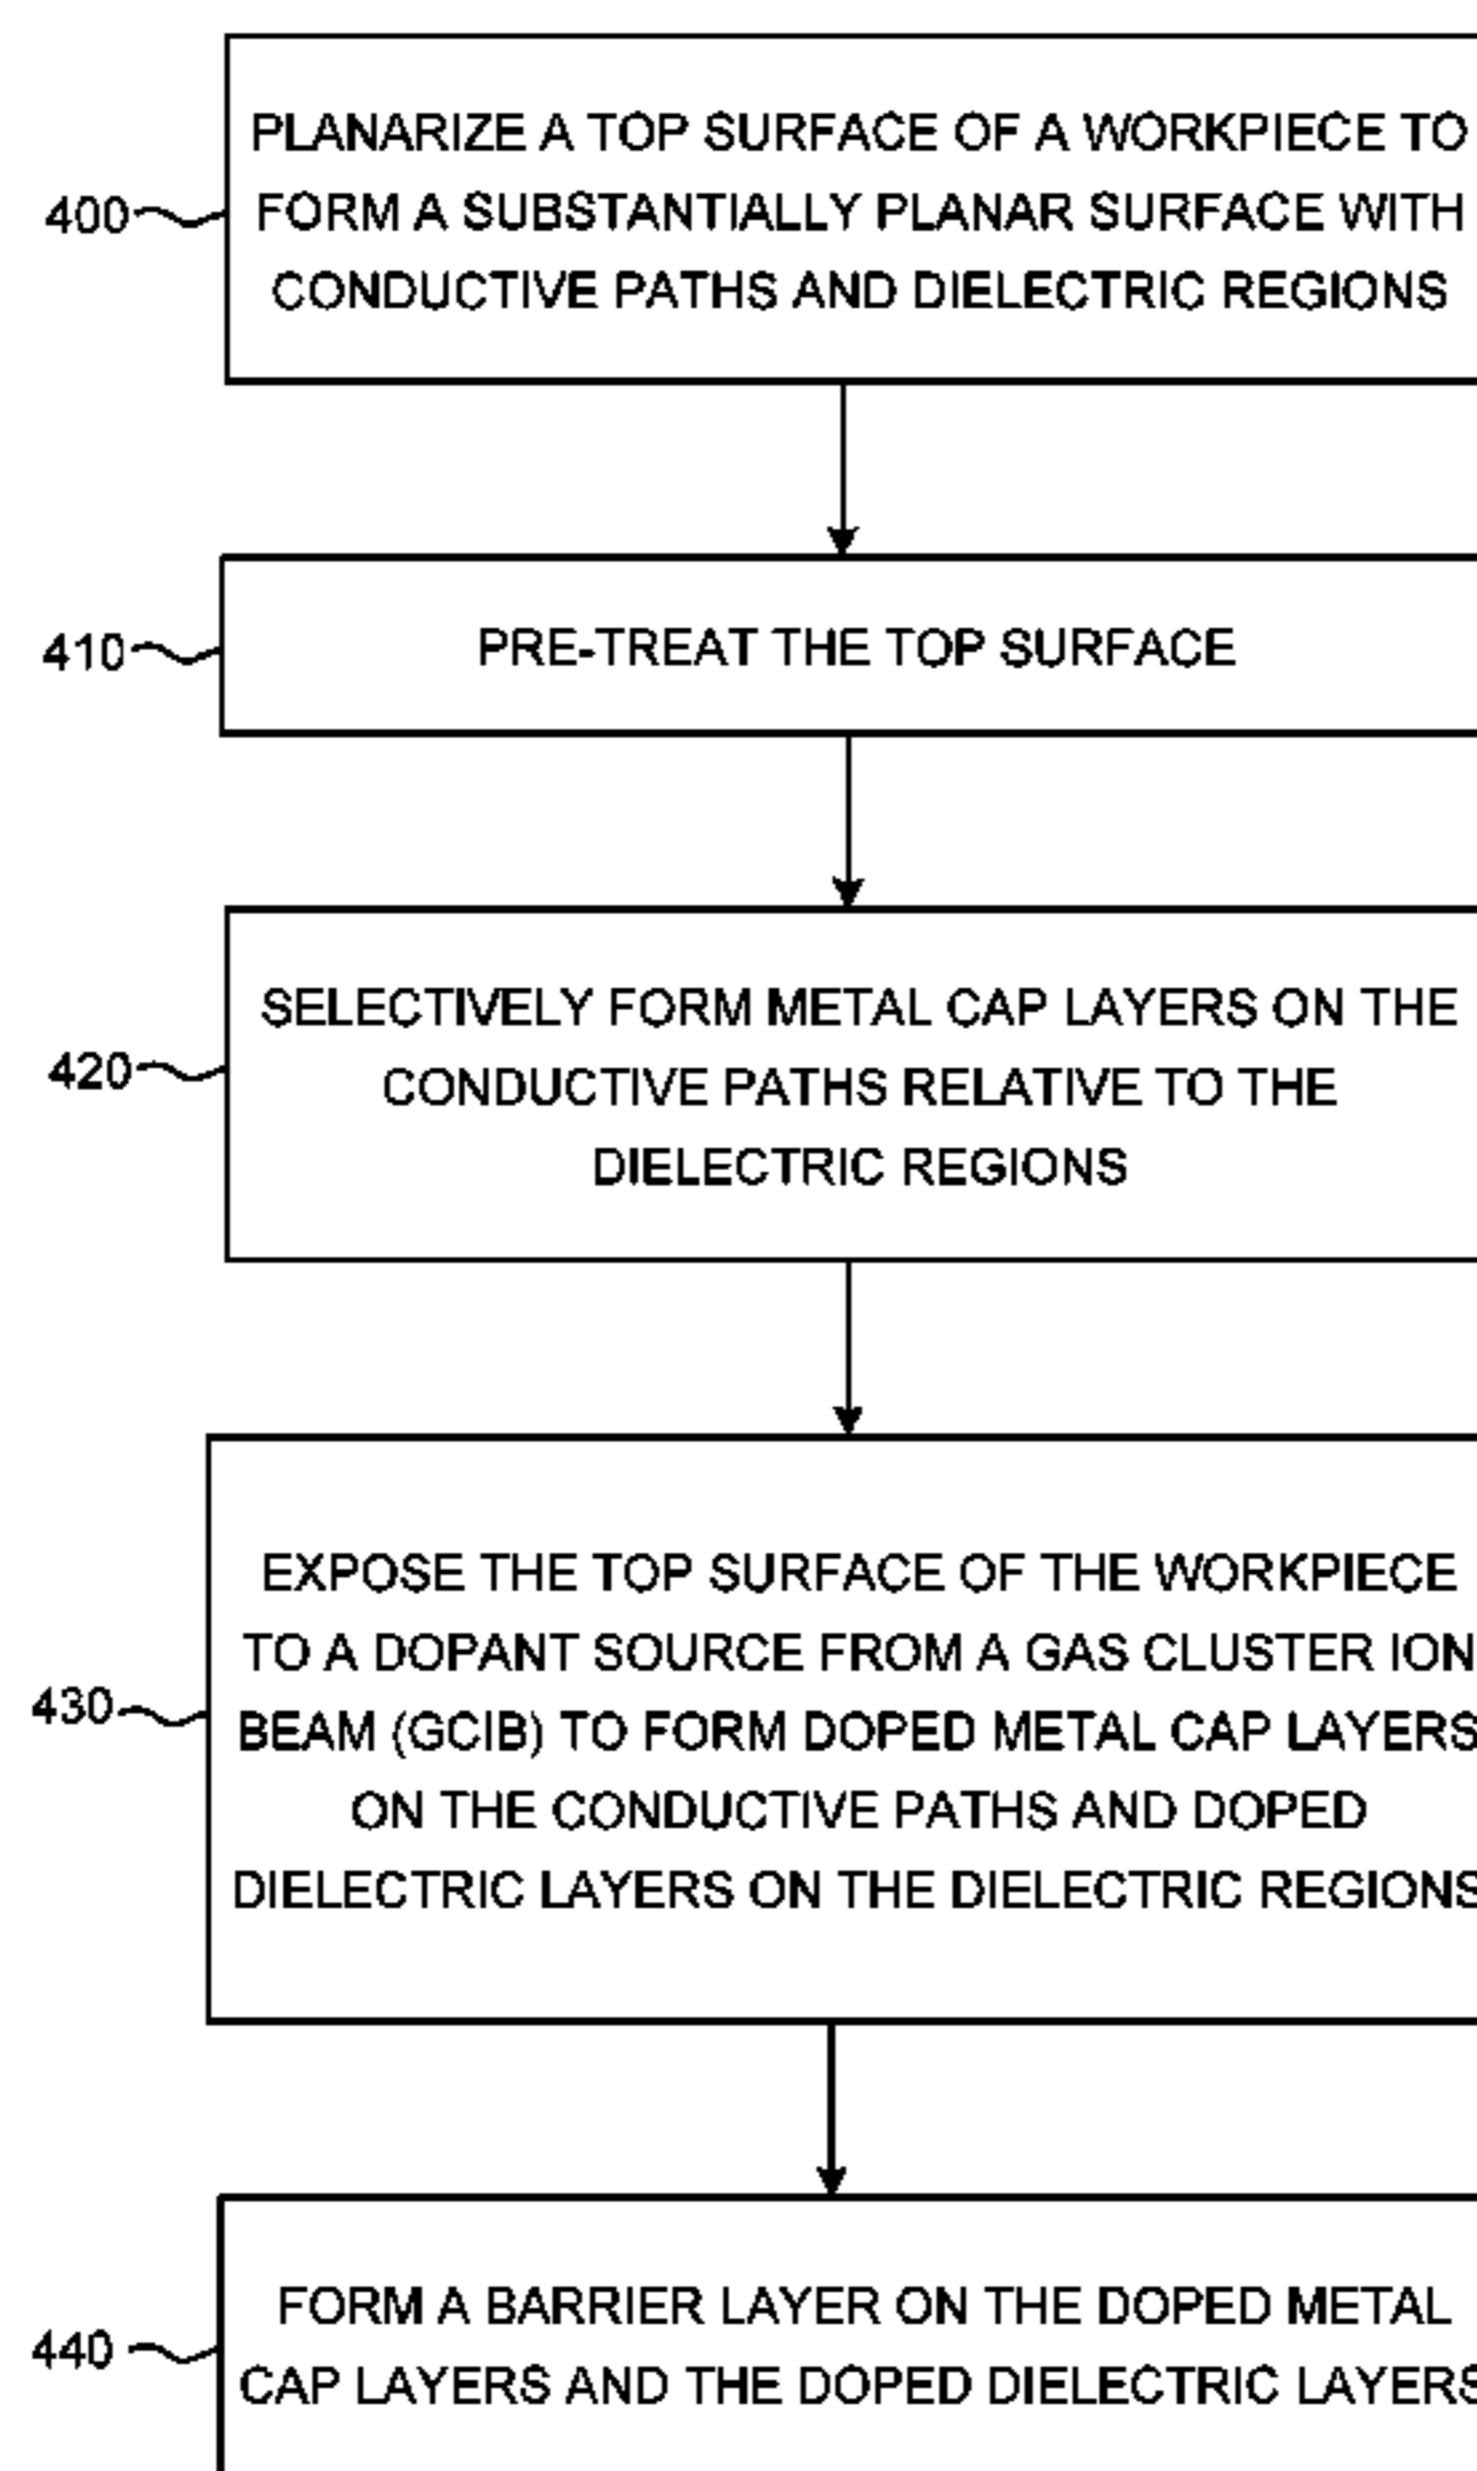 PLANARIZE A TOP SURFACE OF A WORKPIECE TO
400 FORM A SUBSTANTIALLY PLANAR SURFACE WITH
CONDUCTIVE PATHS AND DIELECTRIC REGIONS
410 PRE-TREAT THE TOP SURFACE
SELECTIVELY FORM METAL CAP LAYERS ON THE
420 CONDUCTIVE PATHS RELATIVE TO THE
DIELECTRIC REGIONS
EXPOSE THE TOP SURFACE OF THE WORKPIECE
TO A DOPANT SOURCE FROM A GAS CLUSTER ION
430 BEAM (GCIB) TO FORM DOPED METAL CAP LAYERS
ON THE CONDUCTIVE PATHS AND DOPED
DIELECTRIC LAYERS ON THE DIELECTRIC REGIONS
FORM A BARRIER LAYER ON THE DOPED METAL
440 CAP LAYERS AND THE DOPED DIELECTRIC LAYERS